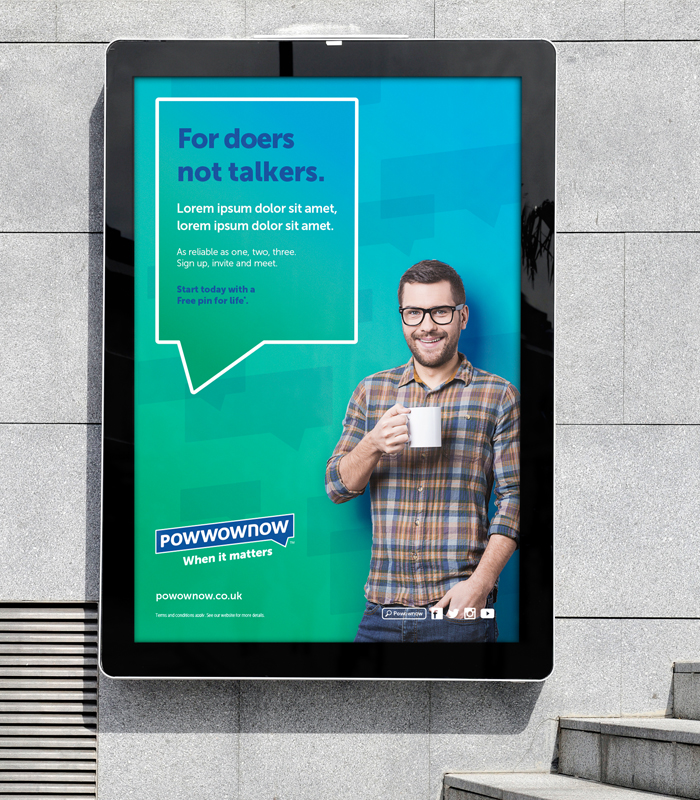 For doers
not talkers.
Lorem ipsum dolor sit amet,
lorem ipsum dolor sit amet.
As reliable as one, two, three.
Sign up, invite and meet.
Start today with a
Free pin for life*.
POWWOWNOW™
When it matters
powownow.co.uk
Terms and conditions apply. See our website for more details.
Powwownow